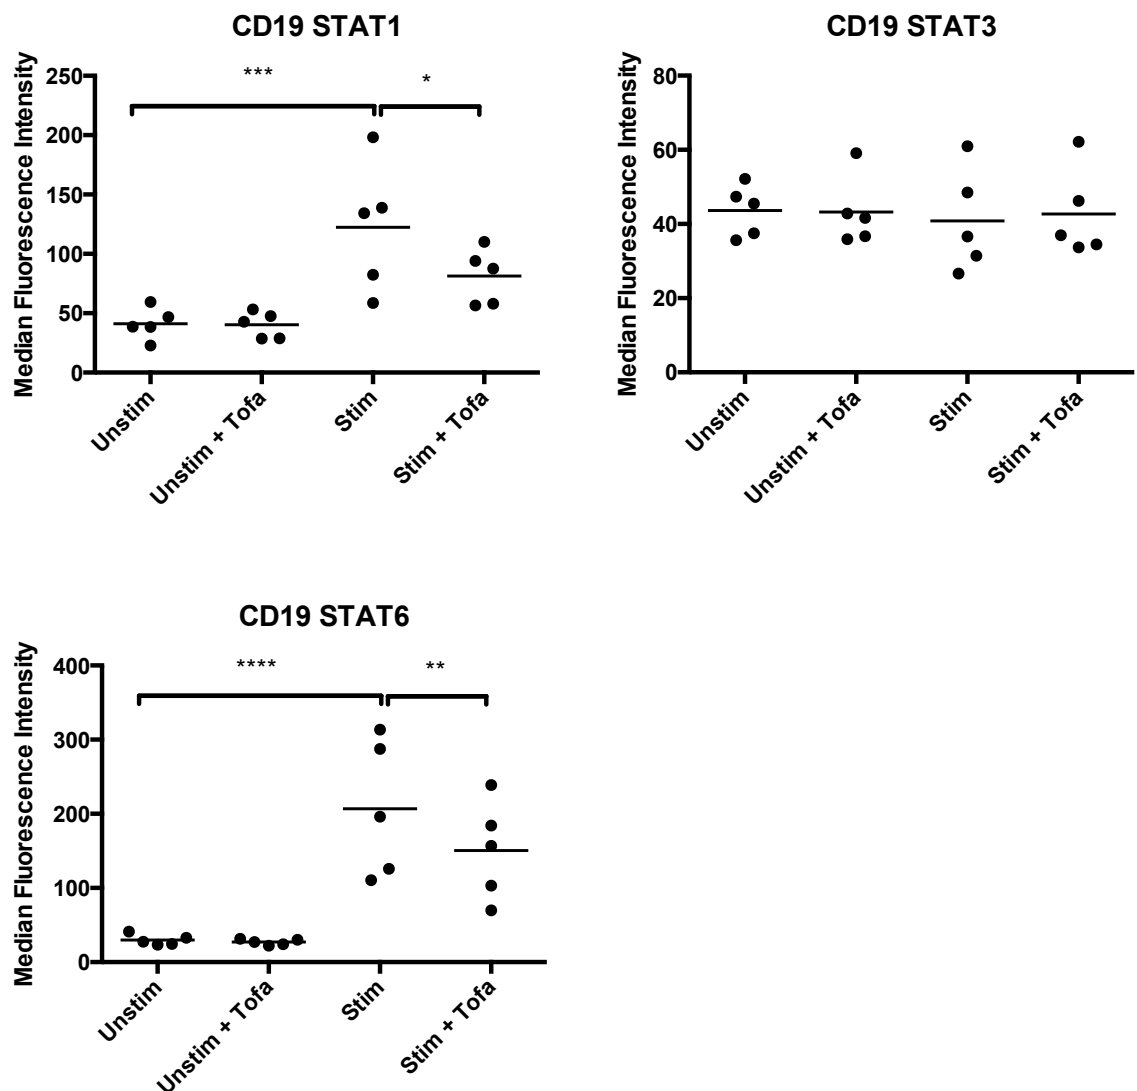 CD19 STAT1
Median Fluorescence Intensity
250
200
150
100
50
0
***
*
Unstim
Unstim + Tofa
Stim
Stim + Tofa
CD19 STAT3
Median Fluorescence Intensity
80
60
40
20
0
Unstim
Unstim + Tofa
Stim
Stim + Tofa
CD19 STAT6
Median Fluorescence Intensity
400
300
200
100
0
****
**
Unstim
Unstim + Tofa
Stim
Stim + Tofa